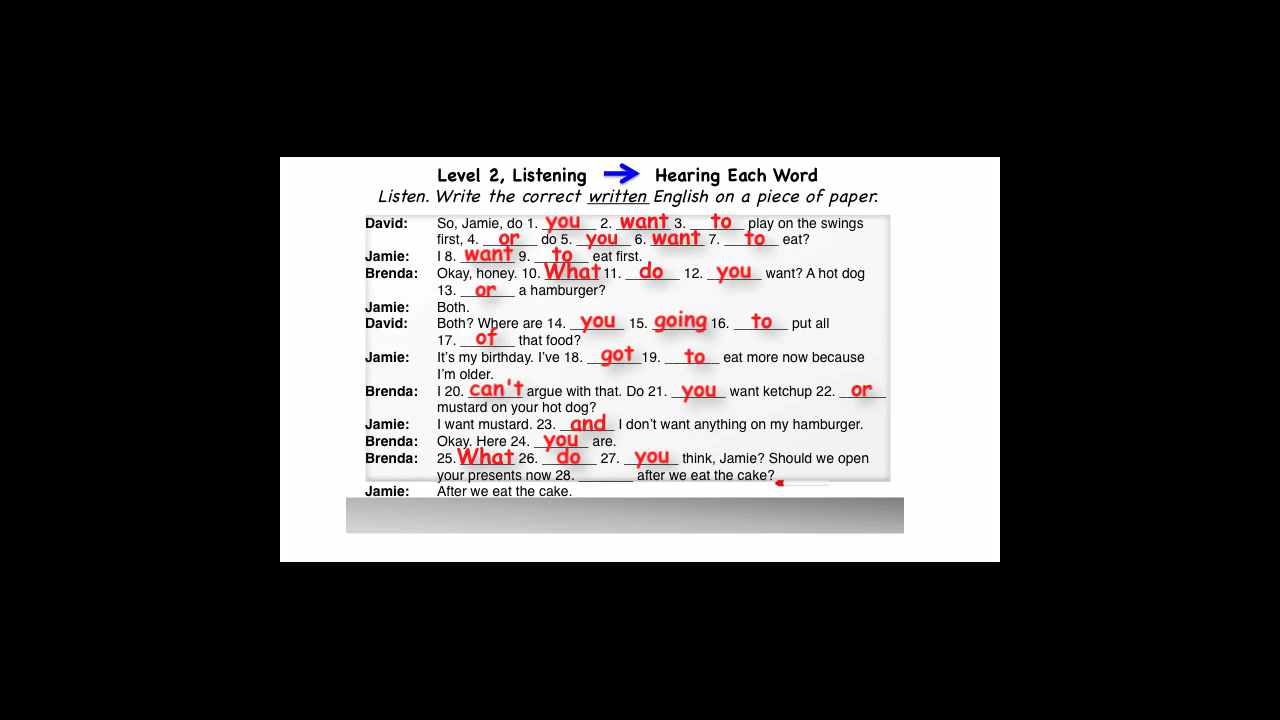 Level 2, Listening Hearing Each Word
Listen. Write the correct written English on a piece of paper.
David: So, Jamie, do 1. you 2. want 3. to play on the swings
first, 4. or do 5. you 6. want 7. to eat?
Jamie: I 8. want 9. to eat first.
Brenda: Okay, honey. 10. What 11. do 12. you want? A hot dog
13. or a hamburger?
Jamie: Both.
David: Both? Where are 14. you 15. going 16. to put all
17. of that food?
Jamie: It's my birthday. I've 18. got 19. to eat more now because
I'm older.
Brenda: I 20. can't argue with that. Do 21. you want ketchup 22. or
mustard on your hot dog?
Jamie: I want mustard. 23. and I don't want anything on my hamburger.
Brenda: Okay. Here 24. you are.
Brenda: 25. What 26. do 27. you think, Jamie? Should we open
your presents now 28. _______ after we eat the cake?
Jamie: After we eat the cake.